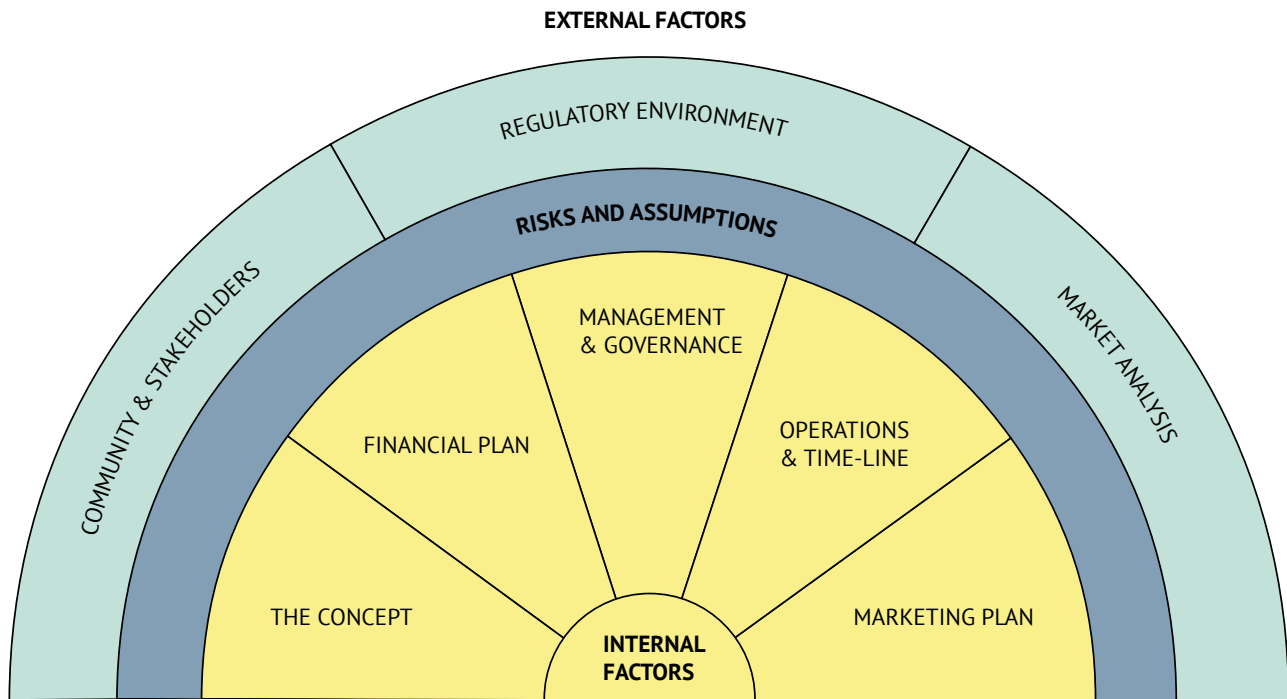 EXTERNAL FACTORS
REGULATORY ENVIRONMENT
COMMUNITY & STAKEHOLDERS
MARKET ANALYSIS
RISKS AND ASSUMPTIONS
THE CONCEPT
FINANCIAL PLAN
MANAGEMENT
& GOVERNANCE
OPERATIONS
& TIME-LINE
MARKETING PLAN
INTERNAL
FACTORS